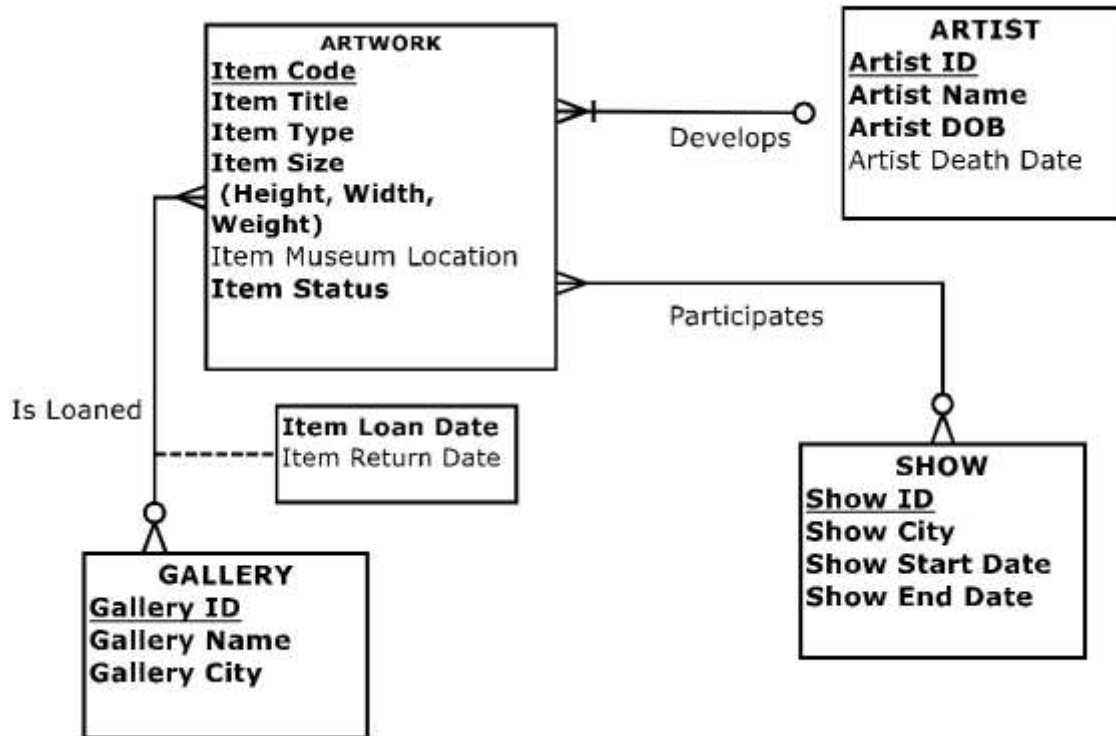 ARTWORK
Item Code
Item Title
Item Type
Item Size
(Height, Width,
Weight)
Item Museum Location
Item Status
ARTIST
Artist ID
Artist Name
Artist DOB
Artist Death Date
Develops
Participates
Is Loaned
Item Loan Date
Item Return Date
GALLERY
Gallery ID
Gallery Name
Gallery City
SHOW
Show ID
Show City
Show Start Date
Show End Date